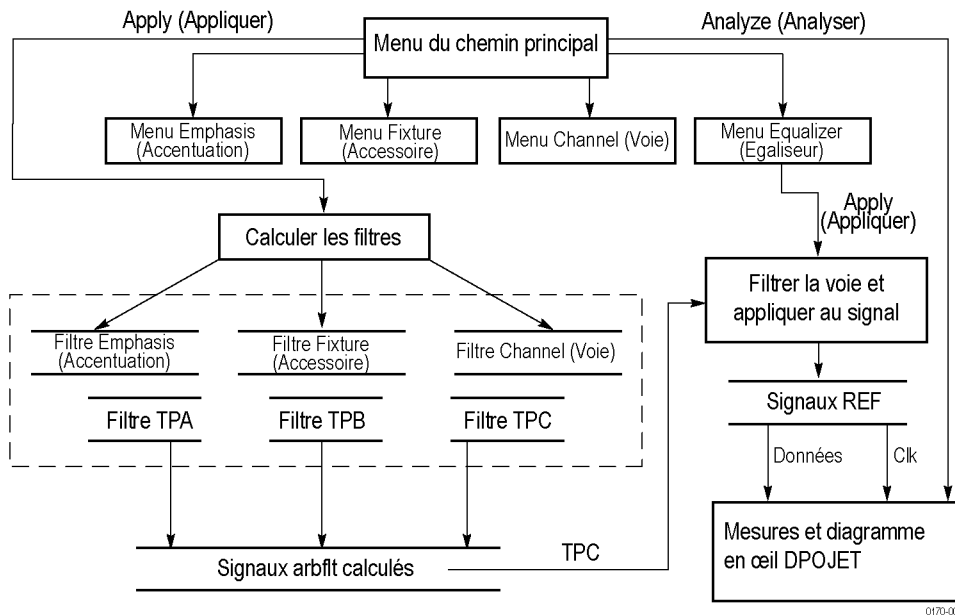 Apply (Appliquer)
Analyze (Analyser)
Menu du chemin principal
Menu Emphasis
(Accentuation)
Menu Fixture
(Accessoire)
Menu Channel (Voie)
Menu Equalizer
(Egaliseur)
Apply
(Appliquer)
Calculer les filtres
Filtrer la voie et
appliquer au signal
Filtre Emphasis
(Accentuation)
Filtre Fixture
(Accessoire)
Filtre Channel (Voie)
Filtre TPA
Filtre TPB
Filtre TPC
Signaux REF
Données
Clk
Signaux arbflt calculés
TPC
Mesures et diagramme
en œil DPOJET